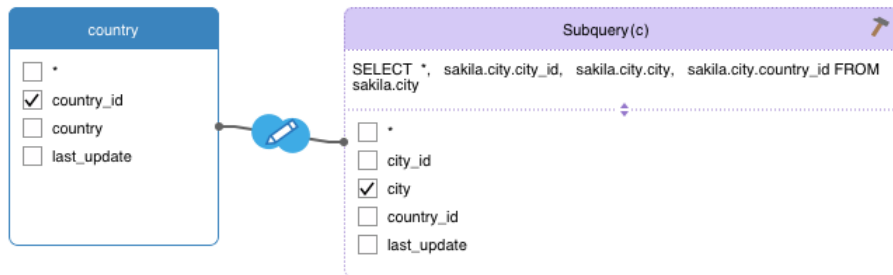 country
*
country_id
country
last_update
Subquery(c)
SELECT *, sakila.city.city_id, sakila.city.city, sakila.city.country_id FROM
sakila.city
*
city_id
city
country_id
last_update